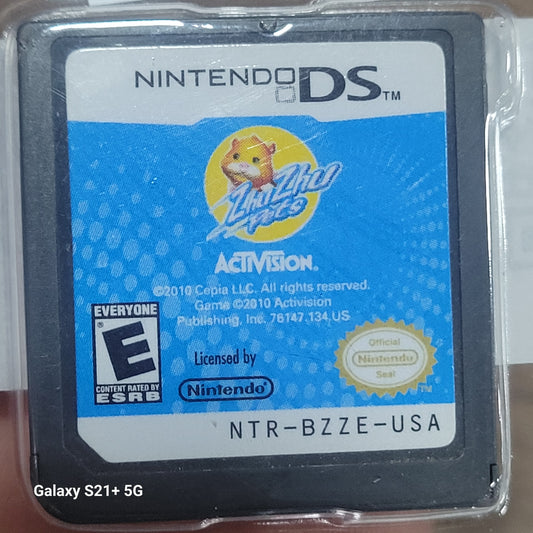 NINTENDO DS™
ZhuZhu
Pets
ACTIVISION.
©2010 Cepia LLC. All rights reserved.
Game ©2010 Activision
Publishing, Inc. 76147.134.US
EVERYONE
E
CONTENT RATED BY
ESRB
Licensed by
Nintendo
Official
Nintendo
Seal
TM
NTR-BZZE-USA
Galaxy S21+ 5G